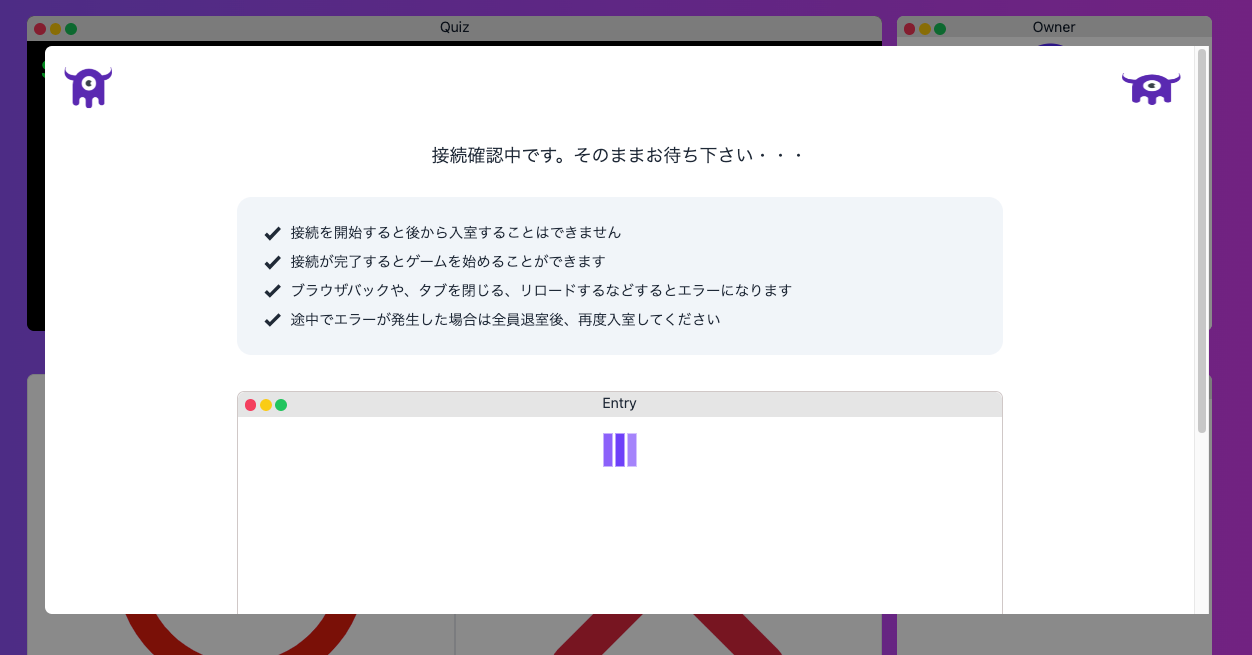 Quiz
Owner
接続確認中です。そのままお待ち下さい・・・
接続を開始すると後から入室することはできません
接続が完了するとゲームを始めることができます
ブラウザバックや、タブを閉じる、リロードするなどするとエラーになります
途中でエラーが発生した場合は全員退室後、再度入室してください
Entry